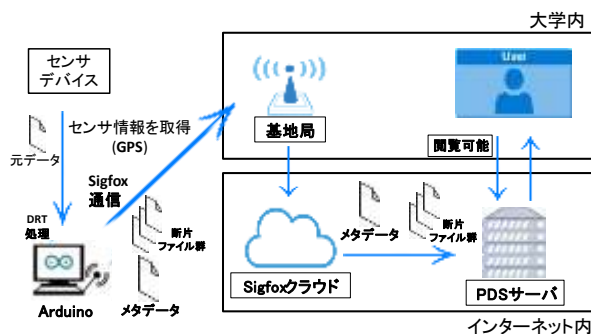 大学内
センサ
デバイス
User
センサ情報を取得
(GPS)
元データ
基地局
閲覧可能
Sigfox
通信
DRT
処理
断片
ファイル群
メタデータ
断片
ファイル群
Arduino
メタデータ
Sigfoxクラウド
PDSサーバ
インターネット内